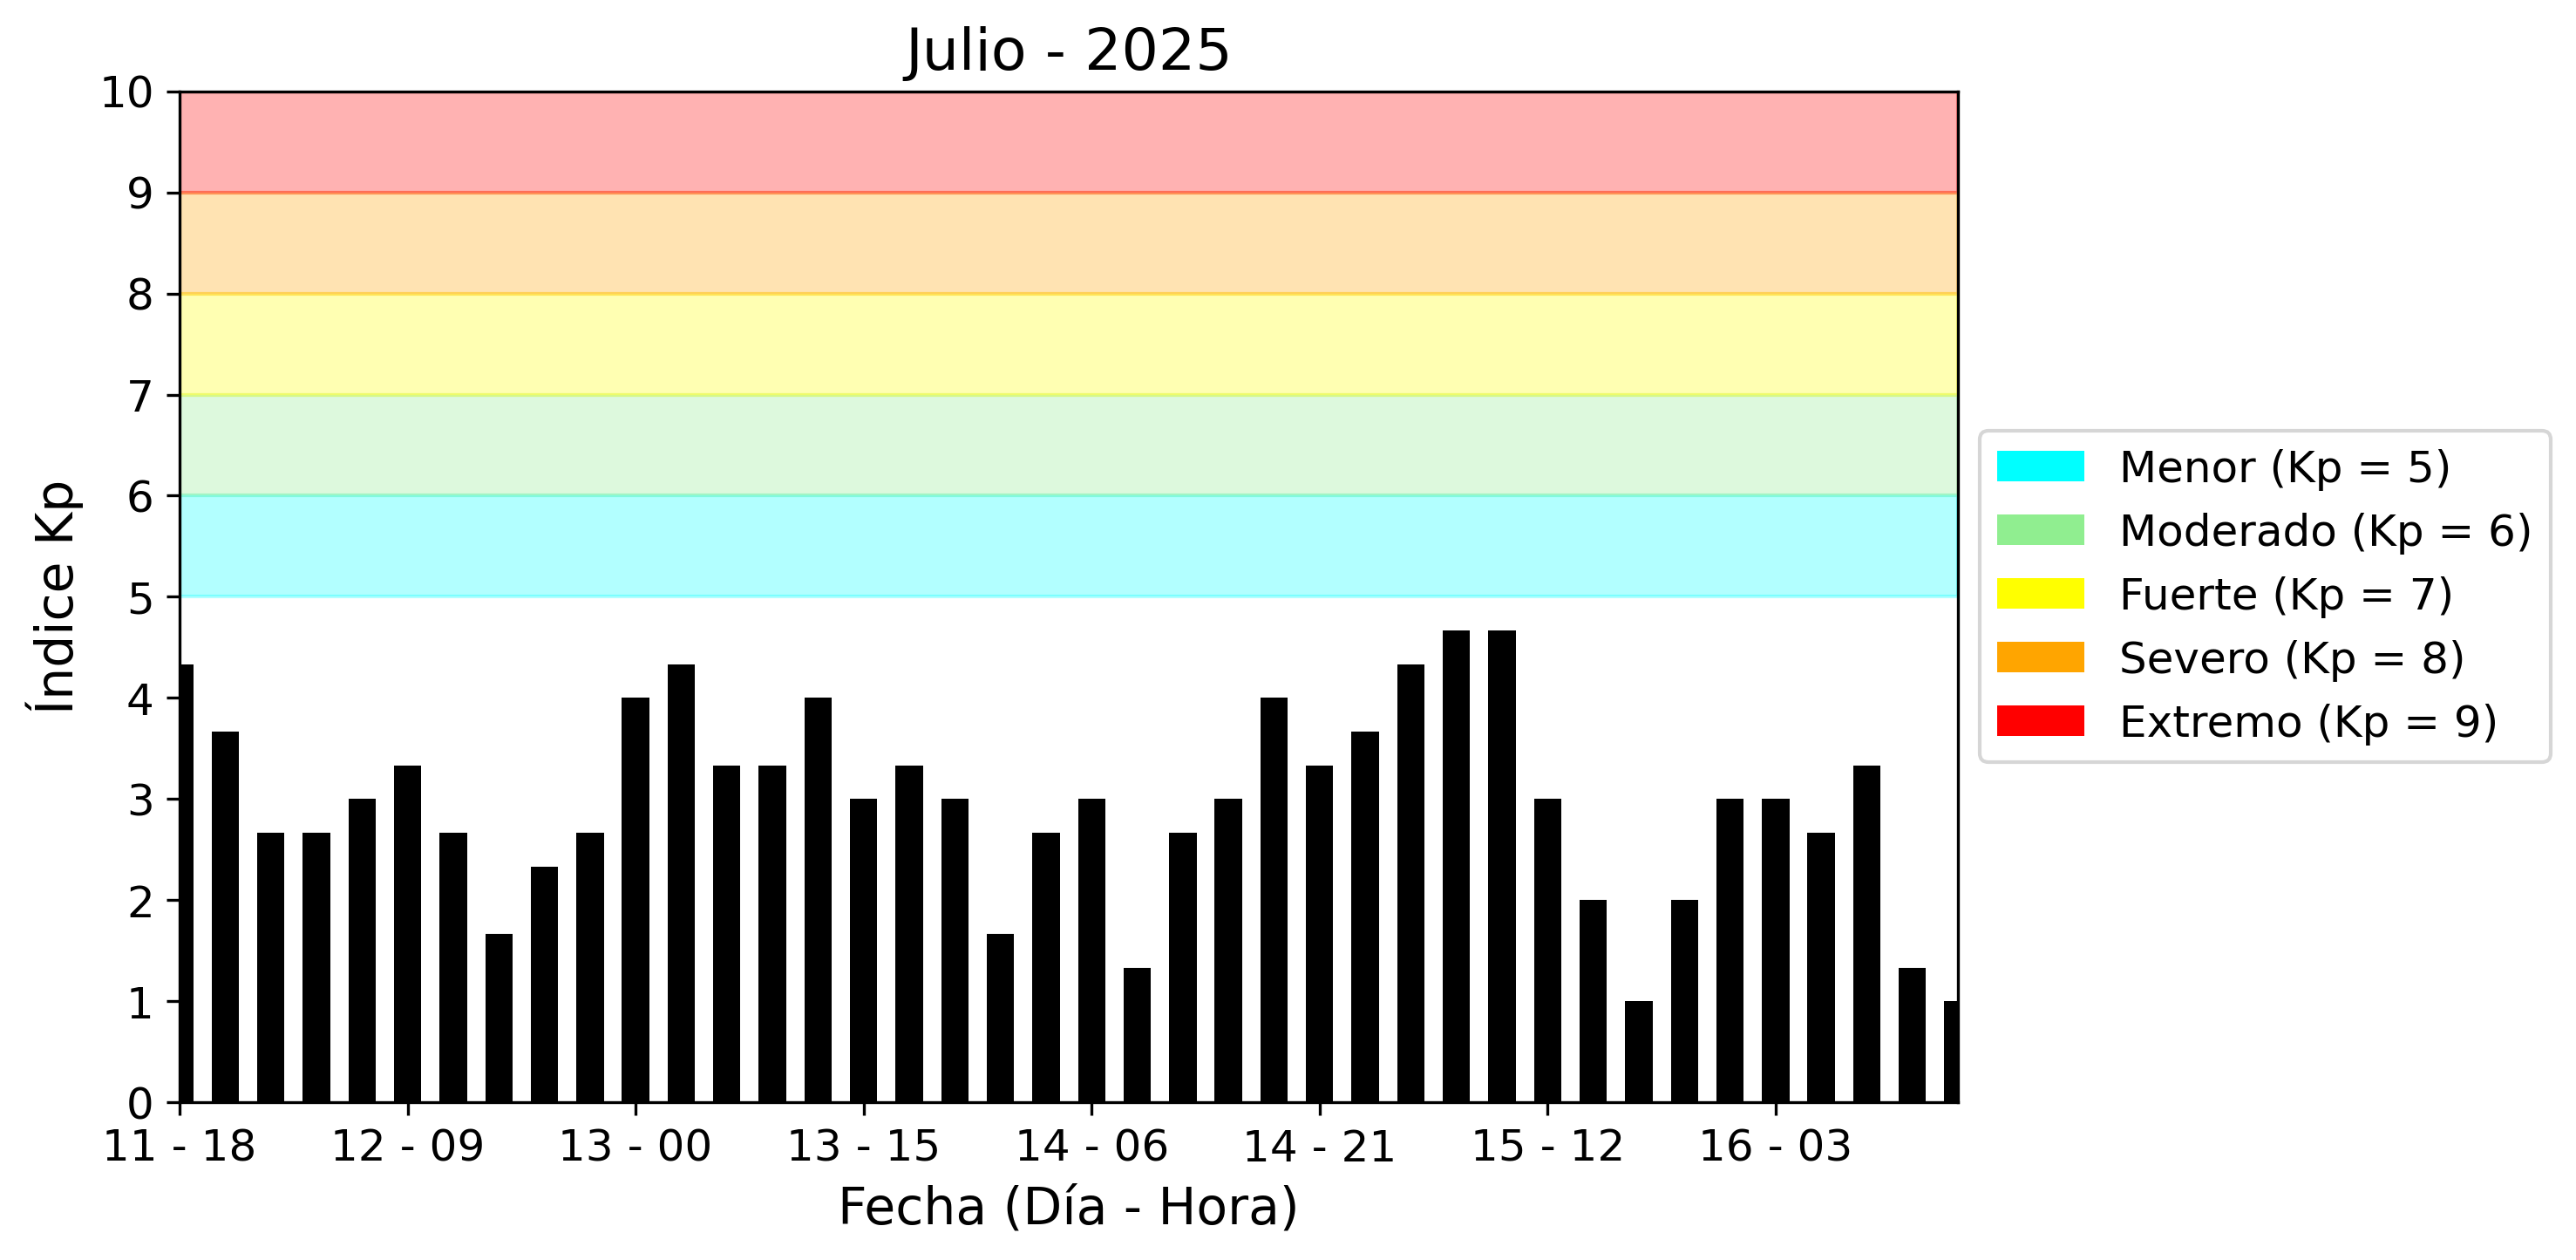 Julio - 2025
10
9
8
7
6
5
4
3
2
1
0
Índice Kp
11 - 18
12 - 09
13 - 00
13 - 15
14 - 06
14 - 21
15 - 12
16 - 03
Fecha (Día - Hora)
Menor (Kp = 5)
Moderado (Kp = 6)
Fuerte (Kp = 7)
Severo (Kp = 8)
Extremo (Kp = 9)